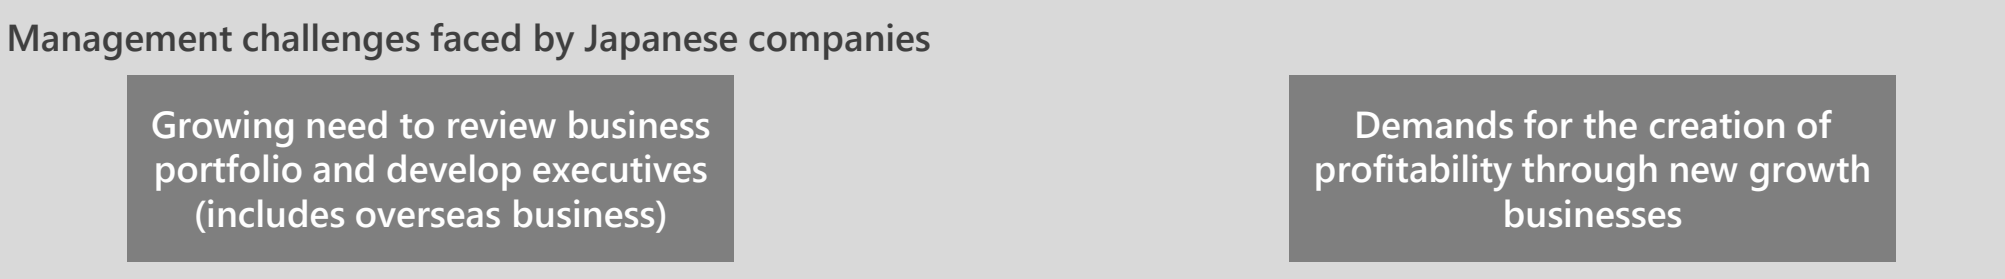 Management challenges faced by Japanese companies
Growing need to review business
portfolio and develop executives
(includes overseas business)
Demands for the creation of
profitability through new growth
businesses